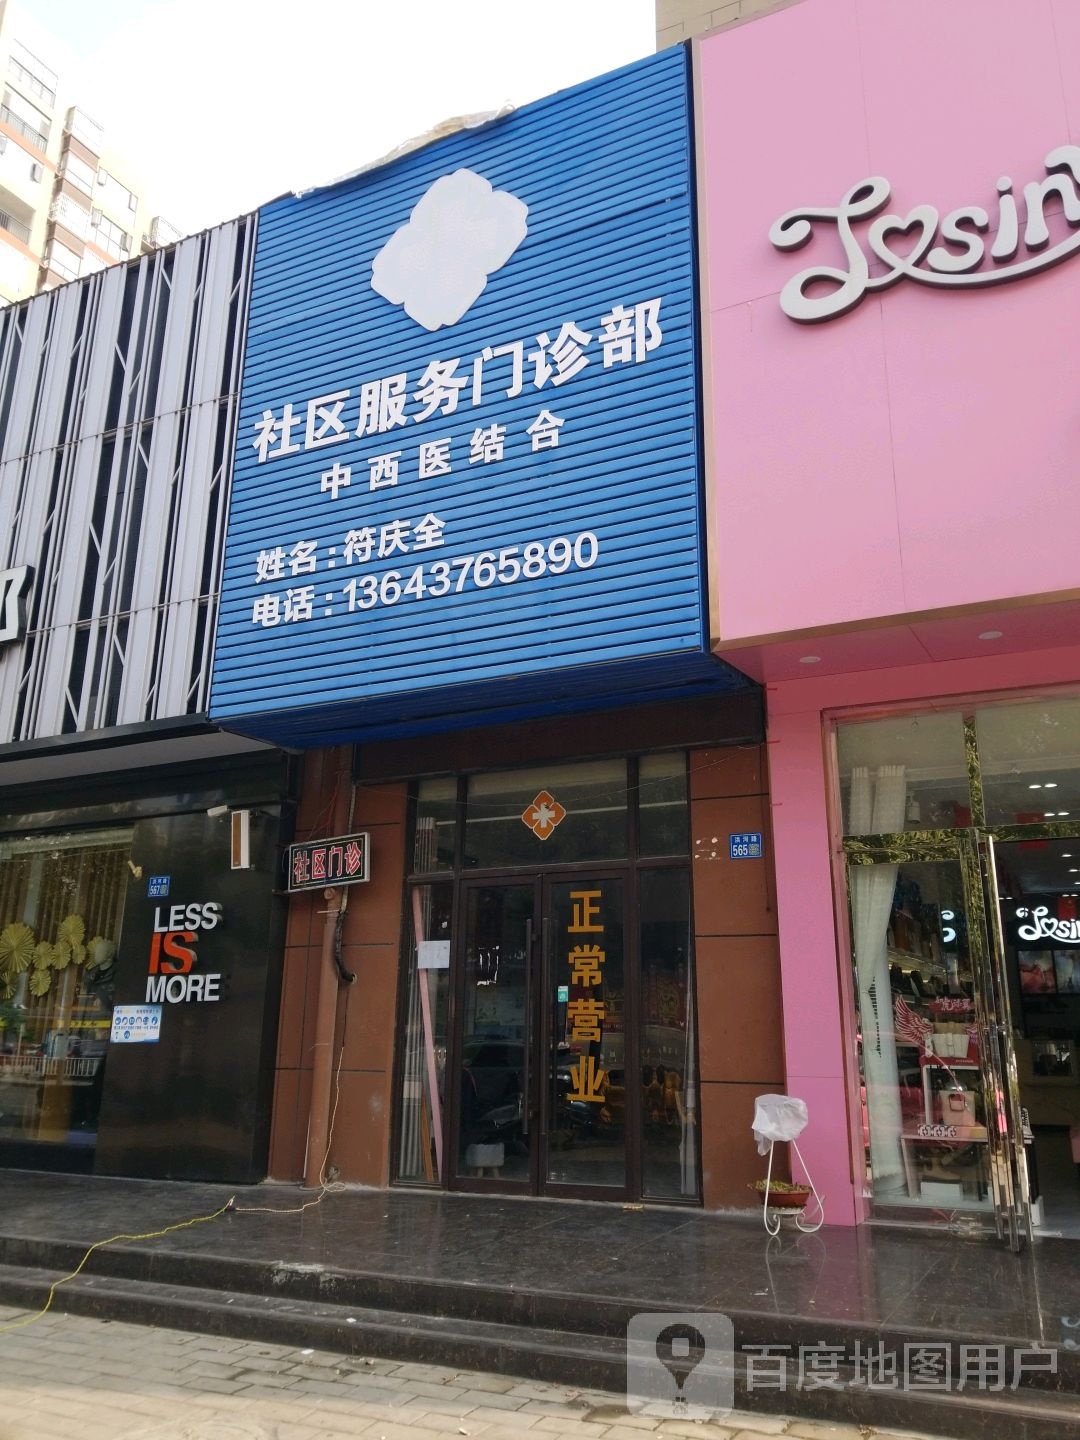 社区服务门诊部
中西医结合
姓名：符庆全
电话：13643765890
社区门诊
正常营业
565
567
LESS
IS
MORE
百度地图用户